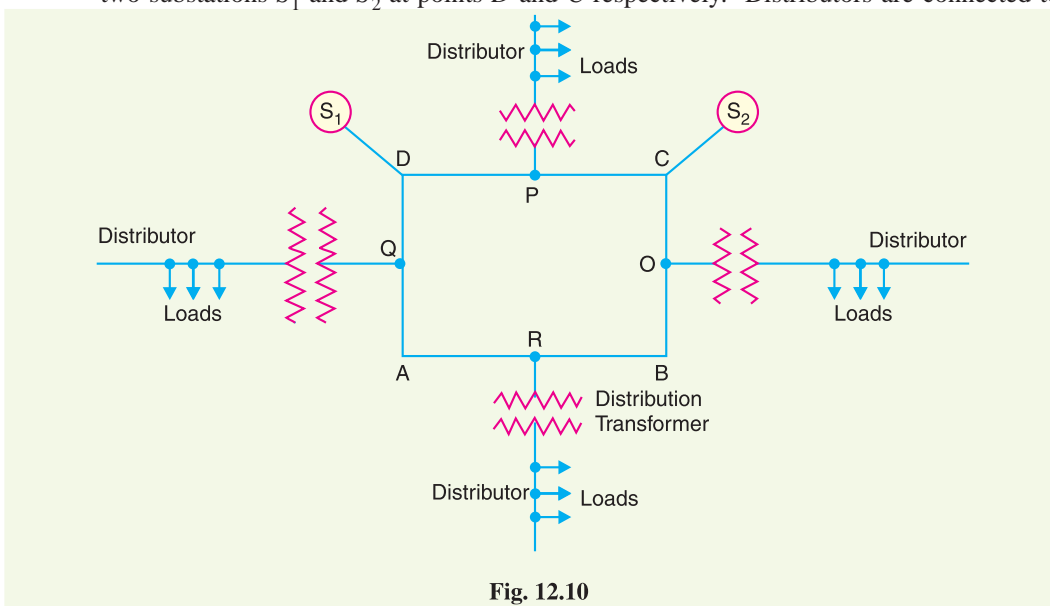 two substations S1 and S2 at points D and C respectively. Distributors are connected to
Distributor
Loads
S1
S2
D
C
P
Distributor
Q
O
Distributor
Loads
Loads
R
A
B
Distribution
Transformer
Distributor
Loads
Fig. 12.10